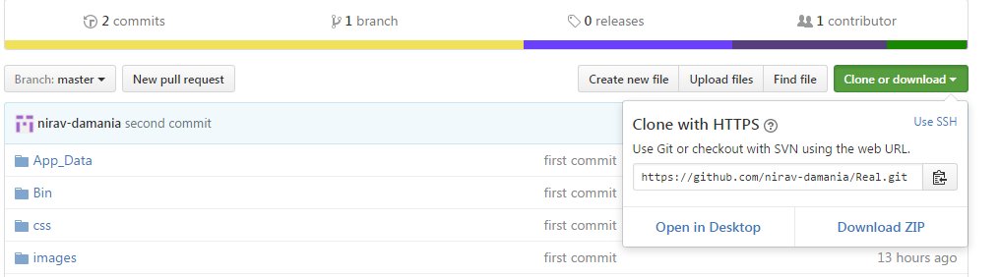 2 commits 1 branch 0 releases 1 contributor
Branch: master New pull request Create new file Upload files Find file Clone or download
nirav-damania second commit
App_Data first commit
Bin first commit
css first commit
images first commit 13 hours ago
Clone with HTTPS ? Use SSH
Use Git or checkout with SVN using the web URL.
https://github.com/nirav-damania/Real.git
Open in Desktop Download ZIP